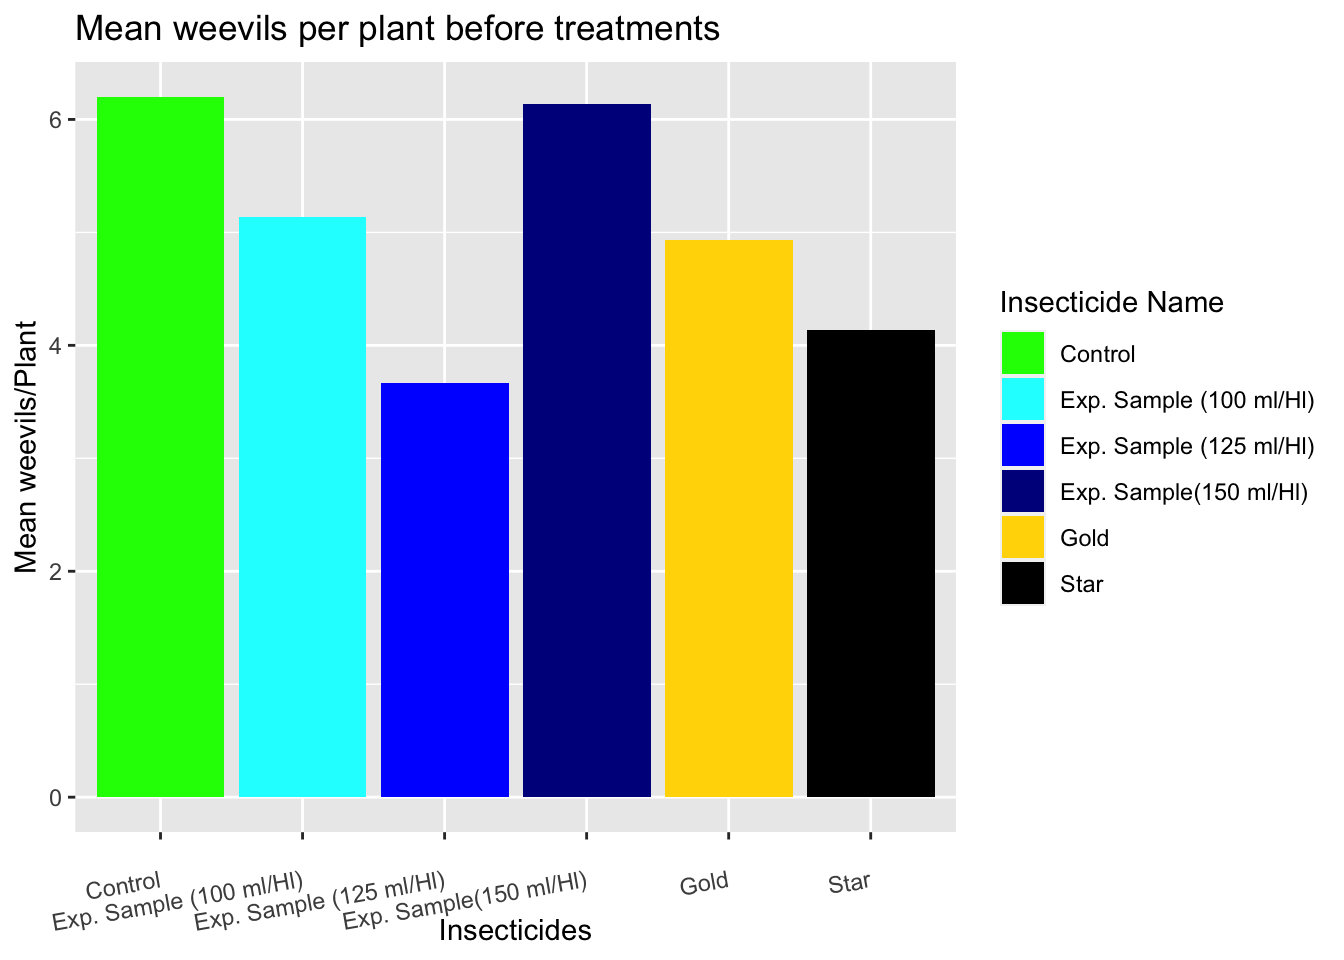 Mean weevils per plant before treatments
Mean weevils/Plant
6
4
2
0
Control
Exp. Sample (100 ml/Hl)
Exp. Sample (125 ml/Hl)
Exp. Sample(150 ml/Hl)
Gold
Star
Insecticides
Insecticide Name
Control
Exp. Sample (100 ml/Hl)
Exp. Sample (125 ml/Hl)
Exp. Sample(150 ml/Hl)
Gold
Star